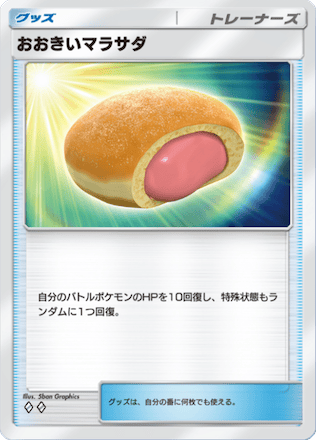 グッズ
トレーナーズ
おおきいマラサダ
自分のバトルポケモンのHPを10回復し、特殊状態もラ
ンダムに1つ回復。
Illus. 5ban Graphics
グッズは、自分の番に何枚でも使える。